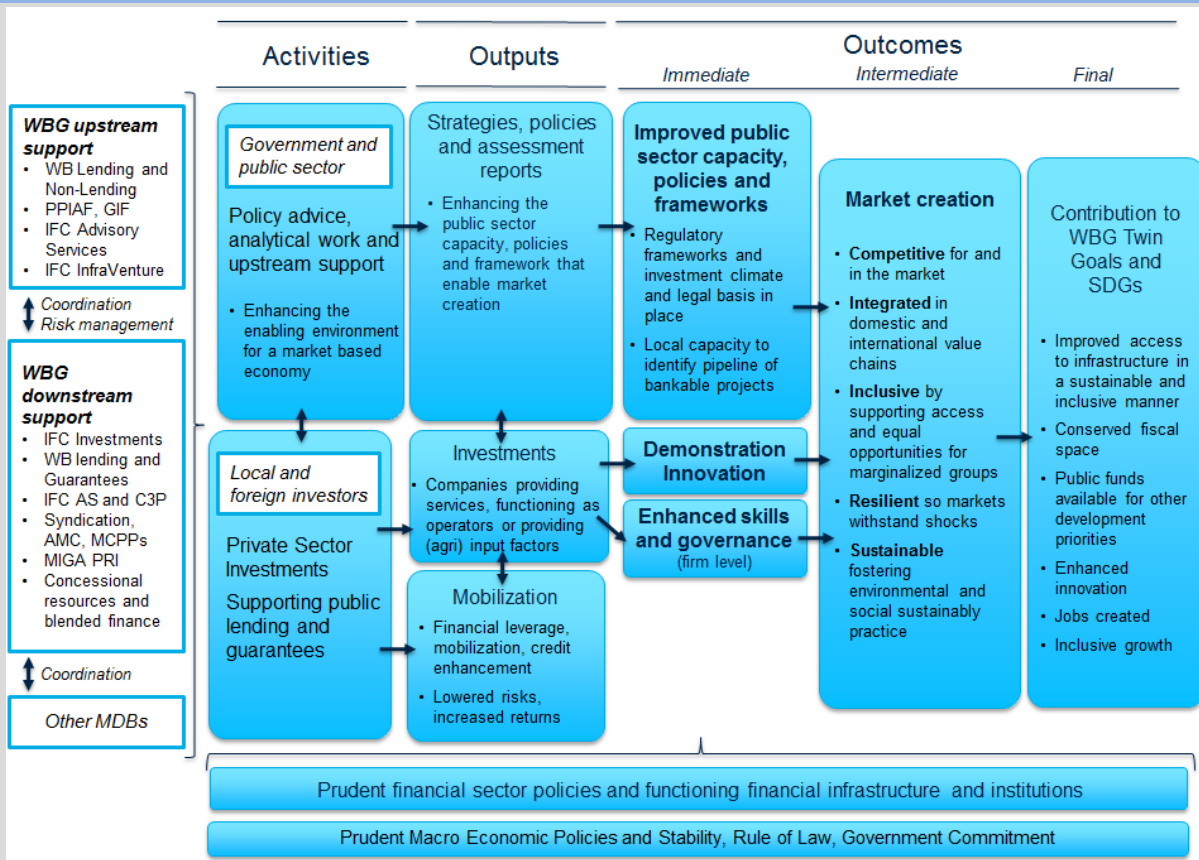 Activities
Outputs
Outcomes
Immediate
Intermediate
Final
WBG upstream
support
• WB Lending and
Non-Lending
• PPIAF, GIF
• IFC Advisory
Services
• IFC InfraVenture
Coordination
Risk management
WBG
downstream
support
• IFC Investments
• WB lending and
Guarantees
• IFC AS and C3P
• Syndication,
AMC, MCPPs
• MIGA PRI
• Concessional
resources and
blended finance
Coordination
Other MDBs
Government and
public sector
Policy advice,
analytical work and
upstream support
• Enhancing the
enabling environment
for a market based
economy
Local and
foreign investors
Private Sector
Investments
Supporting public
lending and
guarantees
Strategies, policies
and assessment
reports
• Enhancing the
public sector
capacity, policies
and framework that
enable market
creation
Investments
• Companies providing
services, functioning as
operators or providing
(agri) input factors
Mobilization
• Financial leverage,
mobilization, credit
enhancement
• Lowered risks,
increased returns
Improved public
sector capacity,
policies and
frameworks
• Regulatory
frameworks and
investment climate
and legal basis in
place
• Local capacity to
identify pipeline of
bankable projects
Demonstration
Innovation
Enhanced skills
and governance
(firm level)
Market creation
• Competitive for and
in the market
• Integrated in
domestic and
international value
chains
• Inclusive by
supporting access
and equal
opportunities for
marginalized groups
• Resilient so markets
withstand shocks
• Sustainable
fostering
environmental and
social sustainably
practice
Contribution to
WBG Twin
Goals and
SDGs
• Improved access
to infrastructure in
a sustainable and
inclusive manner
• Conserved fiscal
space
• Public funds
available for other
development
priorities
• Enhanced
innovation
• Jobs created
• Inclusive growth
Prudent financial sector policies and functioning financial infrastructure and institutions
Prudent Macro Economic Policies and Stability, Rule of Law, Government Commitment